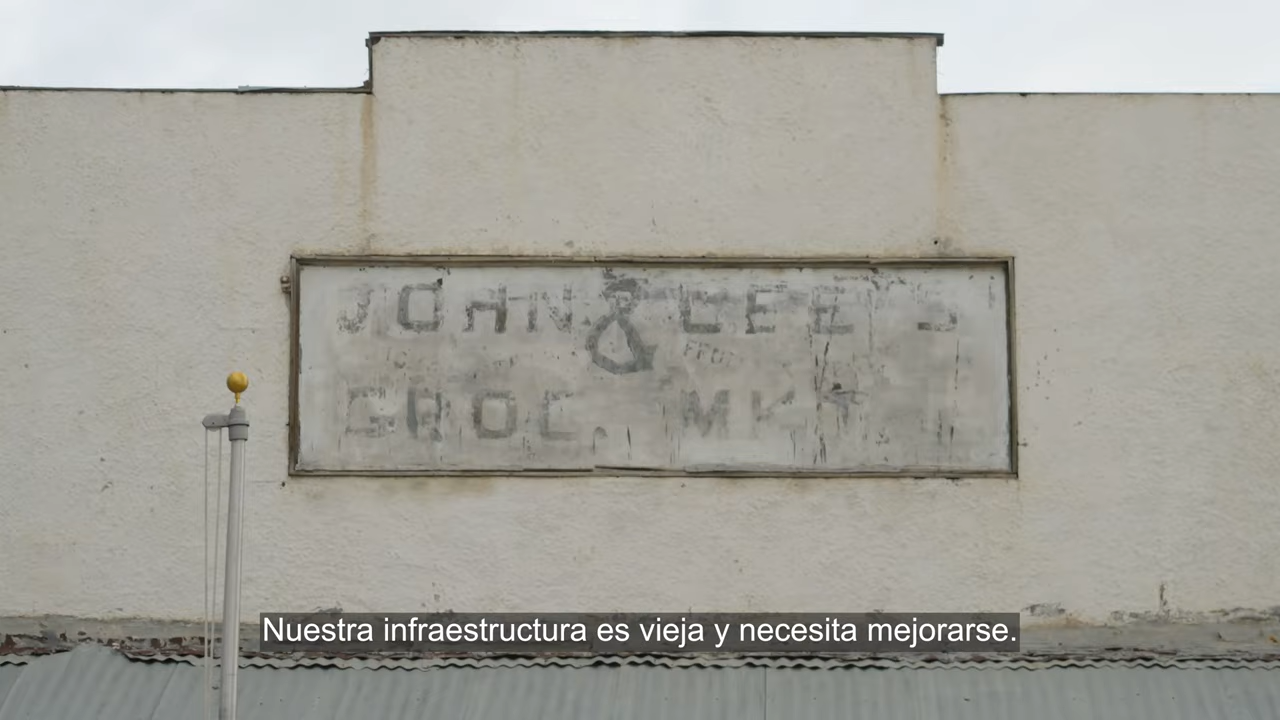 JOHN & LEE'S
GROC. MKT.
Nuestra infraestructura es vieja y necesita mejorarse.